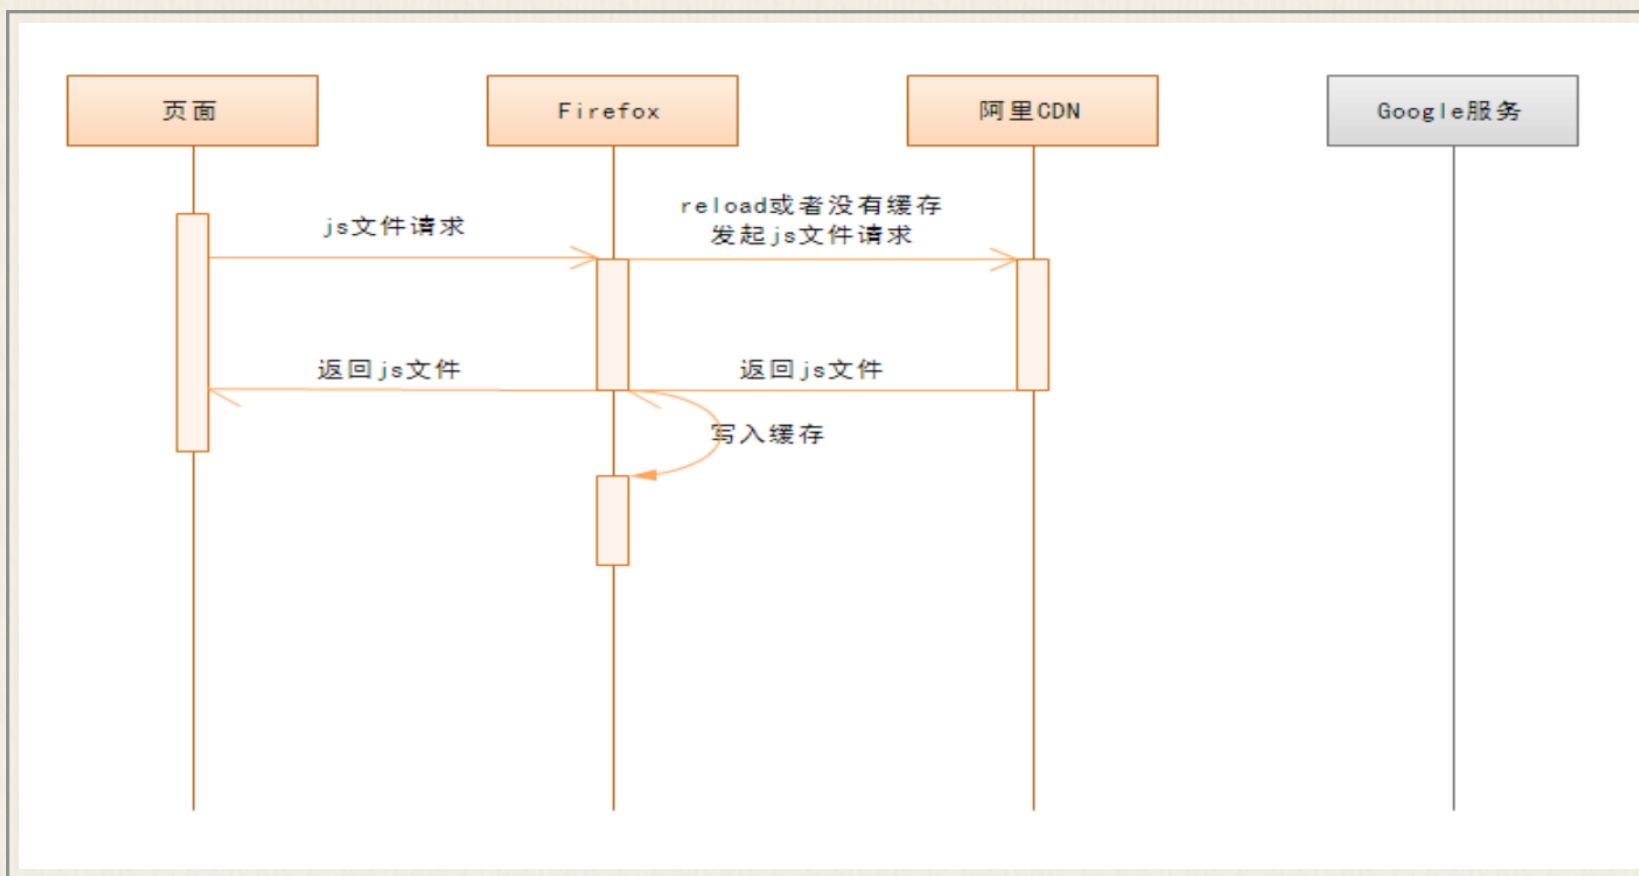 页面
Firefox
阿里CDN
Google服务
js文件请求
reload或者没有缓存
发起js文件请求
返回js文件
返回js文件
写入缓存